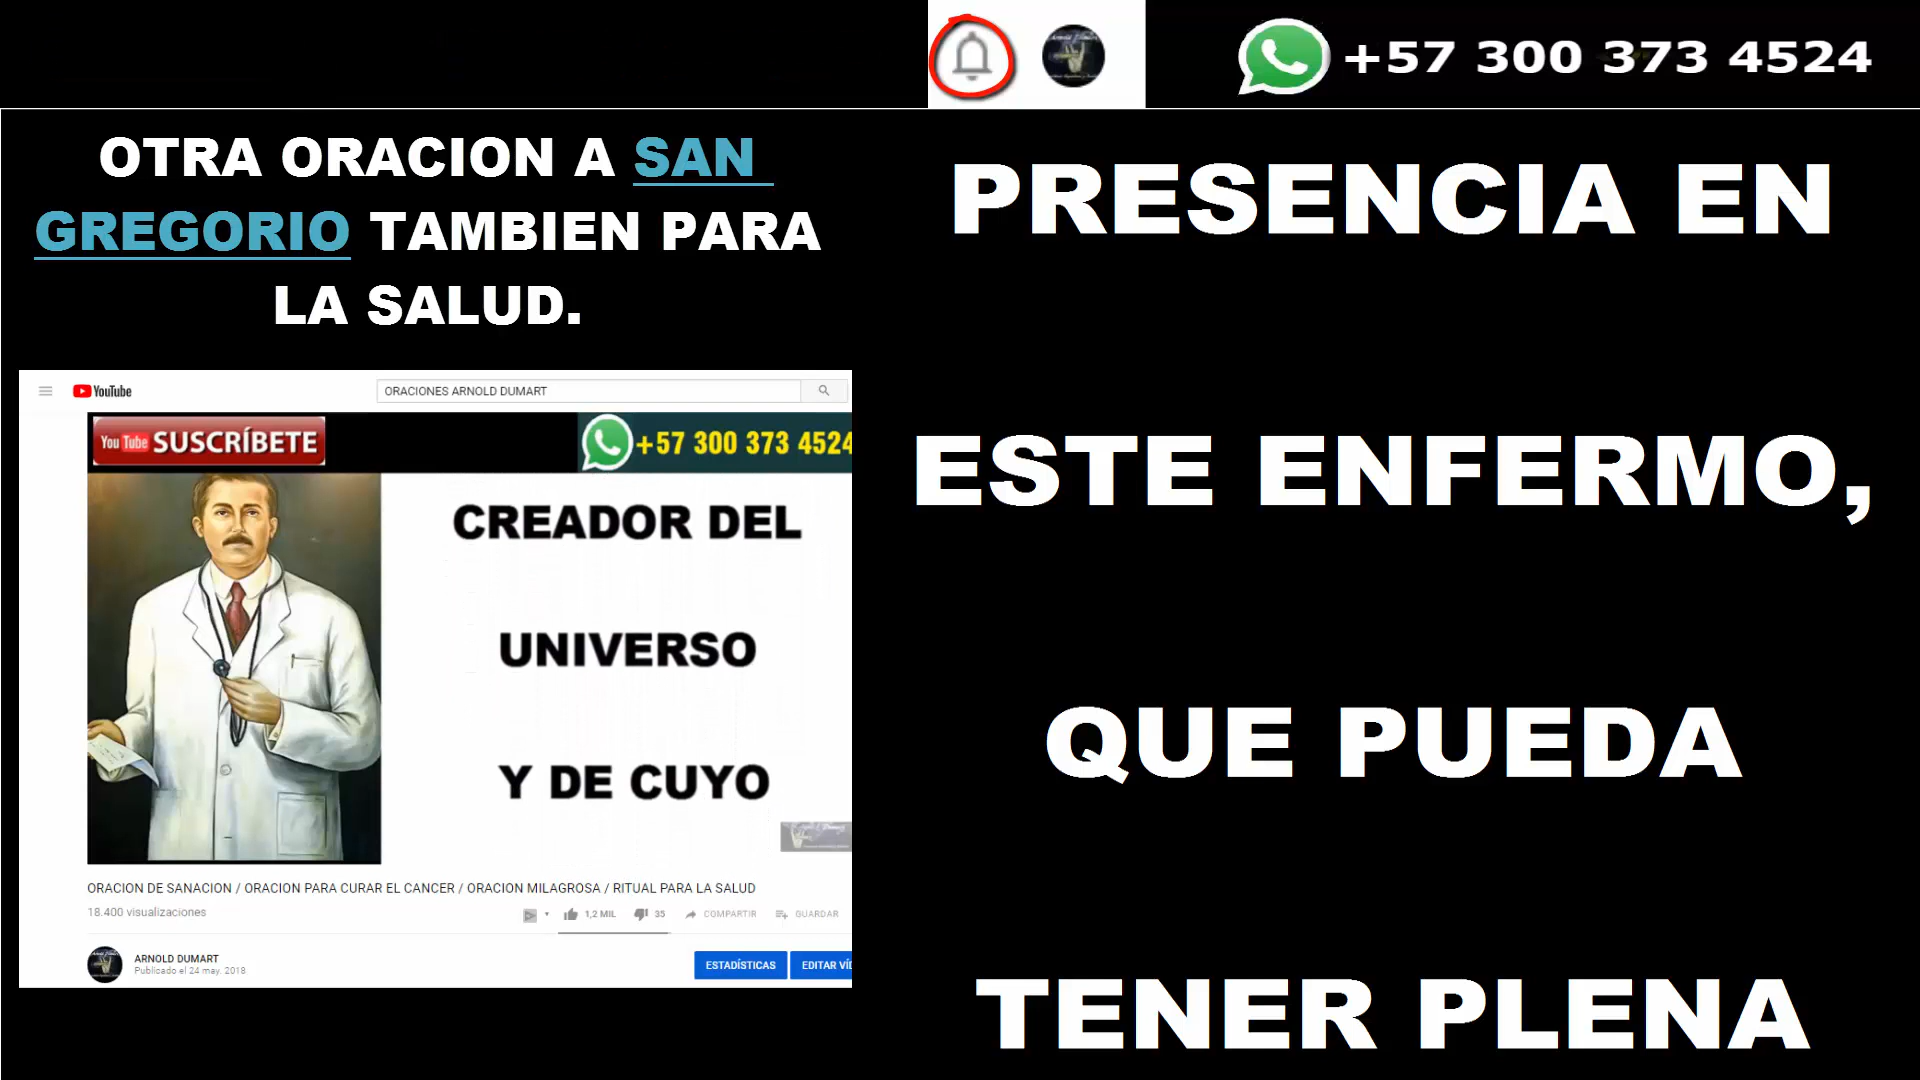 +57 300 373 4524
OTRA ORACION A SAN
GREGORIO TAMBIEN PARA
LA SALUD.
YouTube
ORACIONES ARNOLD DUMART
You Tube SUSCRÍBETE
+57 300 373 4524
CREADOR DEL
UNIVERSO
Y DE CUYO
ORACION DE SANACION / ORACION PARA CURAR EL CANCER / ORACION MILAGROSA / RITUAL PARA LA SALUD
18.400 visualizaciones
1,2 MIL
35
COMPARTIR
GUARDAR
ARNOLD DUMART
Publicado el 24 may. 2018
ESTADÍSTICAS
EDITAR
PRESENCIA EN
ESTE ENFERMO,
QUE PUEDA
TENER PLENA